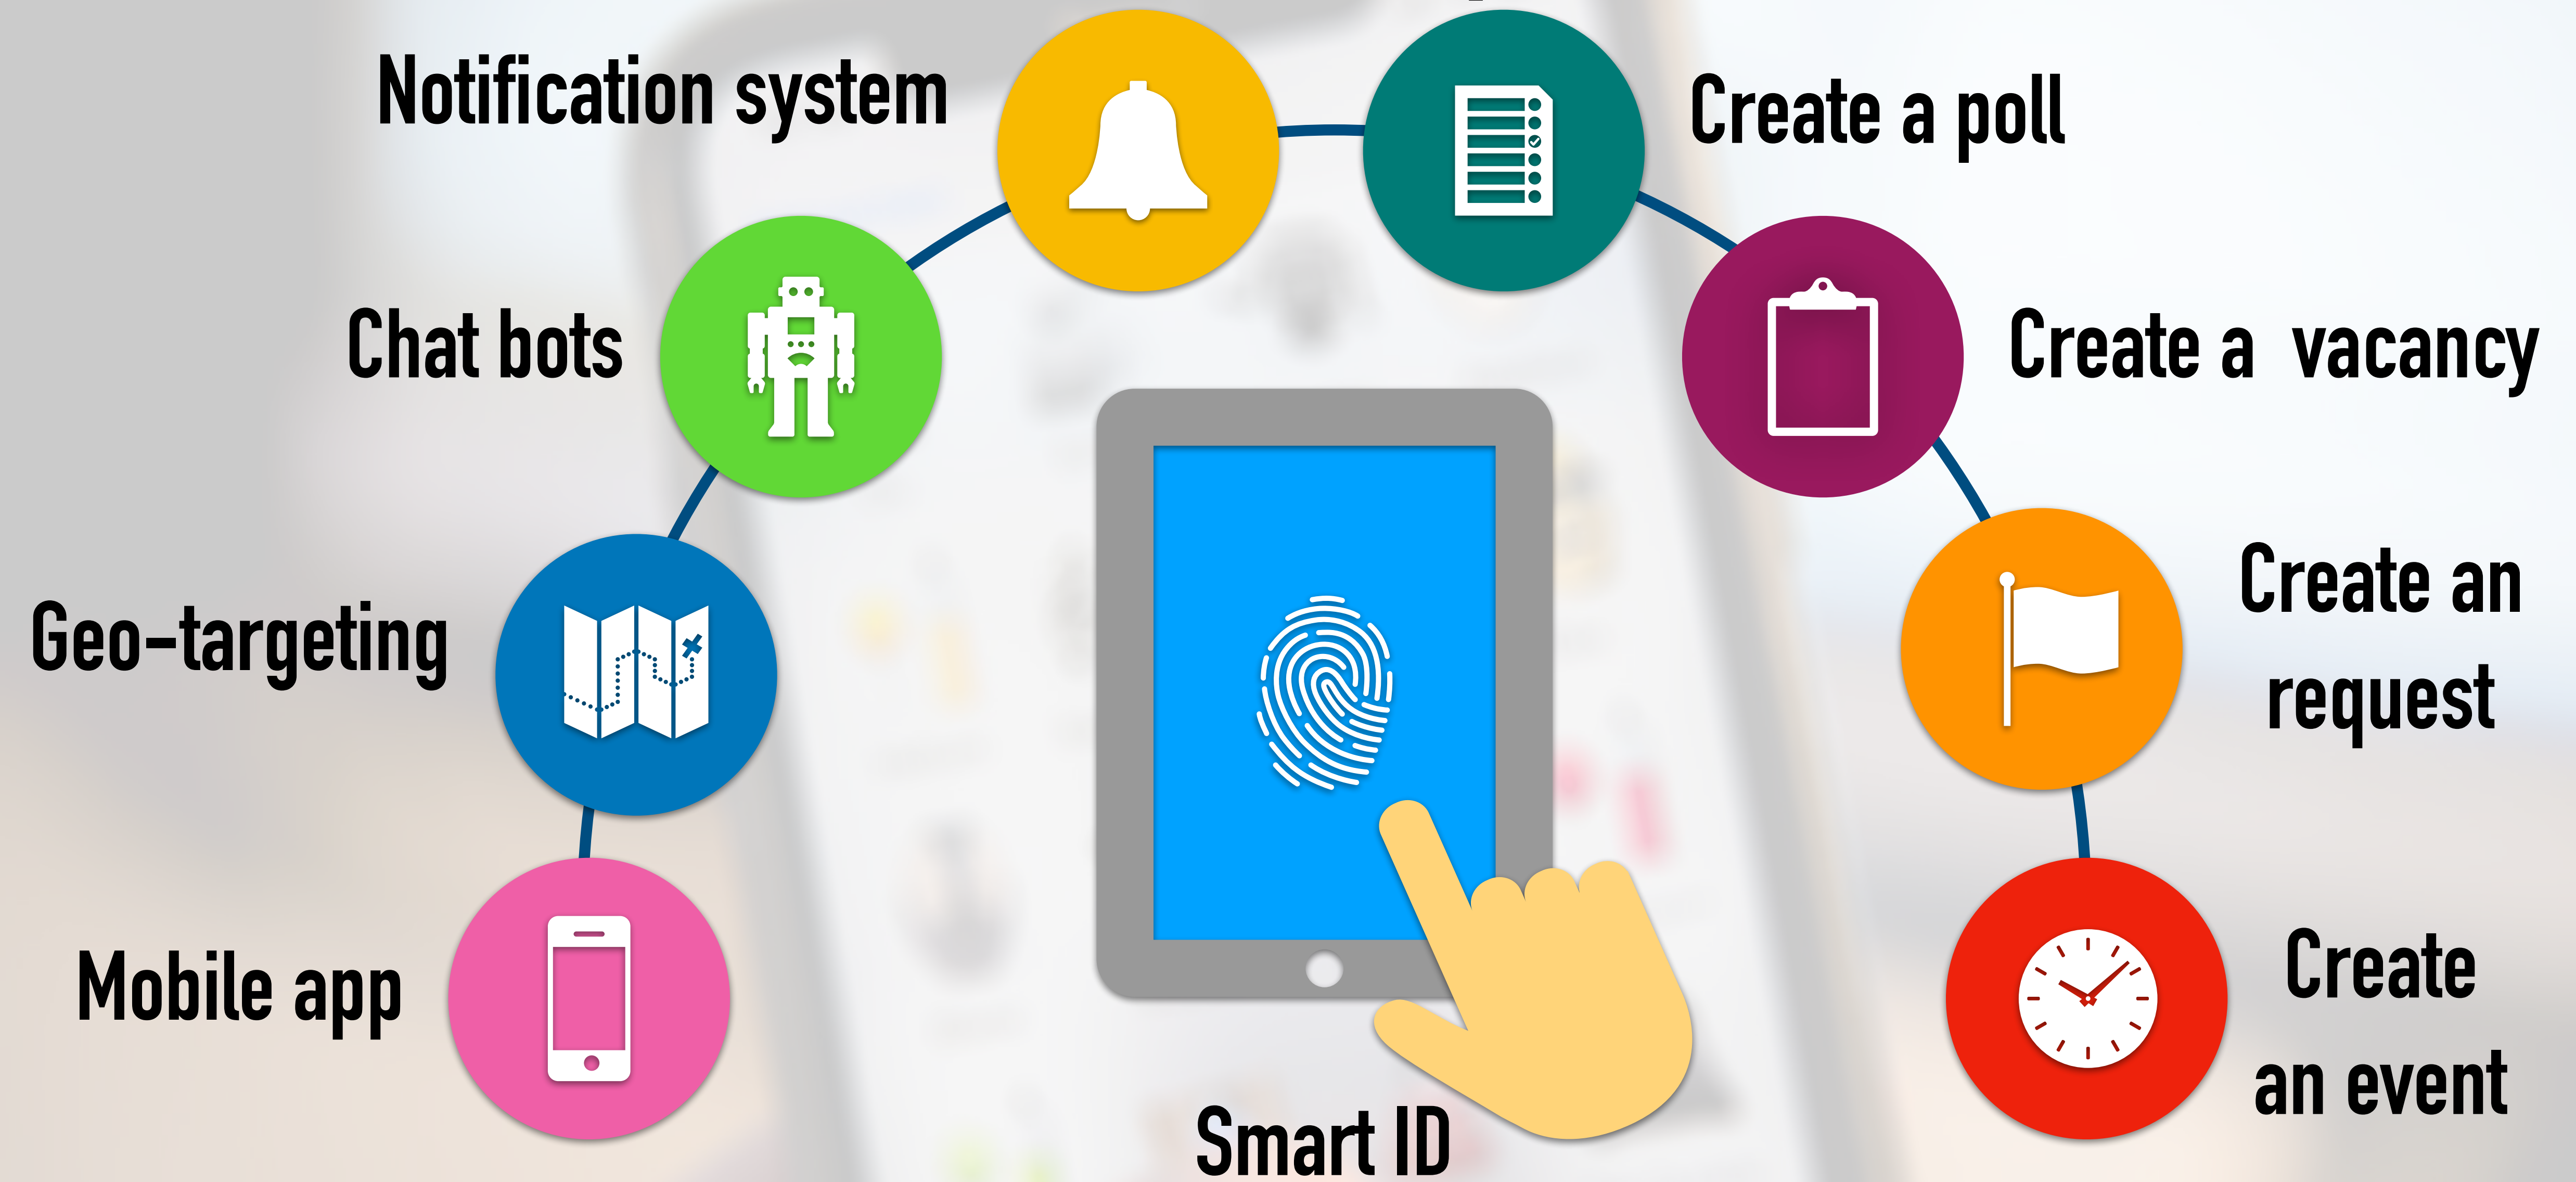 Notification system
Create a poll
Chat bots
Create a  vacancy
Geo-targeting
Create an
request
Mobile app
Create
an event
Smart ID